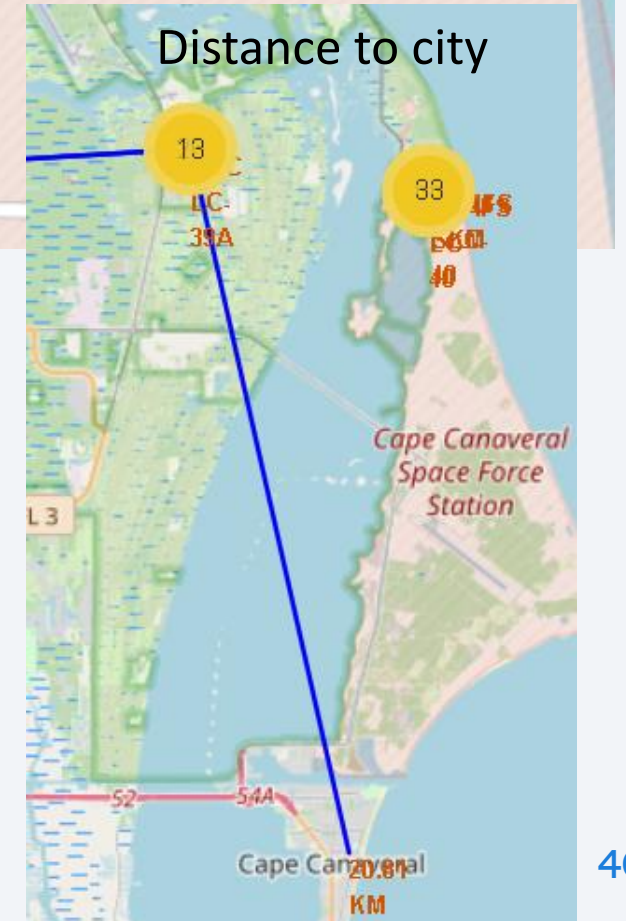 Distance to city
13
33
LC-
39A
40
Cape Canaveral
Space Force
Station
L 3
52
54A
Cape Canaveral
KM